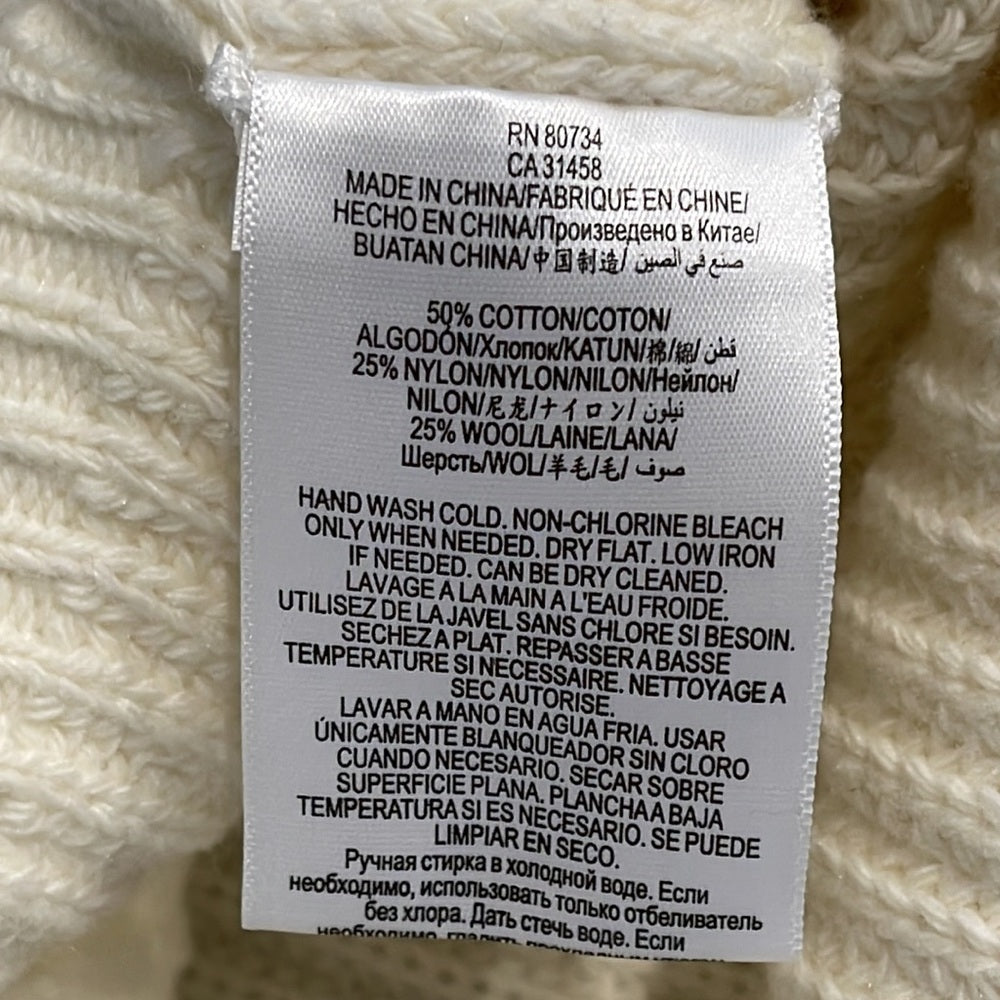 RN 80734
CA 31458
MADE IN CHINA/FABRIQUÉ EN CHINE/
HECHO EN CHINA/Произведено в Китае/
BUATAN CHINA/中国制造/ صنع في الصين
50% COTTON/COTON/
ALGODÓN/Хлопок/KATUN/棉/綿/ قطن
25% NYLON/NYLON/NILON/Нейлон/
NILON/尼龙/ナイロン/ نيلون
25% WOOL/LAINE/LANA/
Шерсть/WOL/羊毛/毛/ صوف
HAND WASH COLD. NON-CHLORINE BLEACH
ONLY WHEN NEEDED. DRY FLAT. LOW IRON
IF NEEDED. CAN BE DRY CLEANED.
LAVAGE A LA MAIN A L'EAU FROIDE.
UTILISEZ DE LA JAVEL SANS CHLORE SI BESOIN.
SECHEZ A PLAT. REPASSER A BASSE
TEMPERATURE SI NECESSAIRE. NETTOYAGE A
SEC AUTORISE.
LAVAR A MANO EN AGUA FRIA. USAR
ÚNICAMENTE BLANQUEADOR SIN CLORO
CUANDO NECESARIO. SECAR SOBRE
SUPERFICIE PLANA. PLANCHA A BAJA
TEMPERATURA SI ES NECESARIO. SE PUEDE
LIMPIAR EN SECO.
Ручная стирка в холодной воде. Если
необходимо, использовать только отбеливатель
без хлора. Дать стечь воде. Если
необходимо, гладить